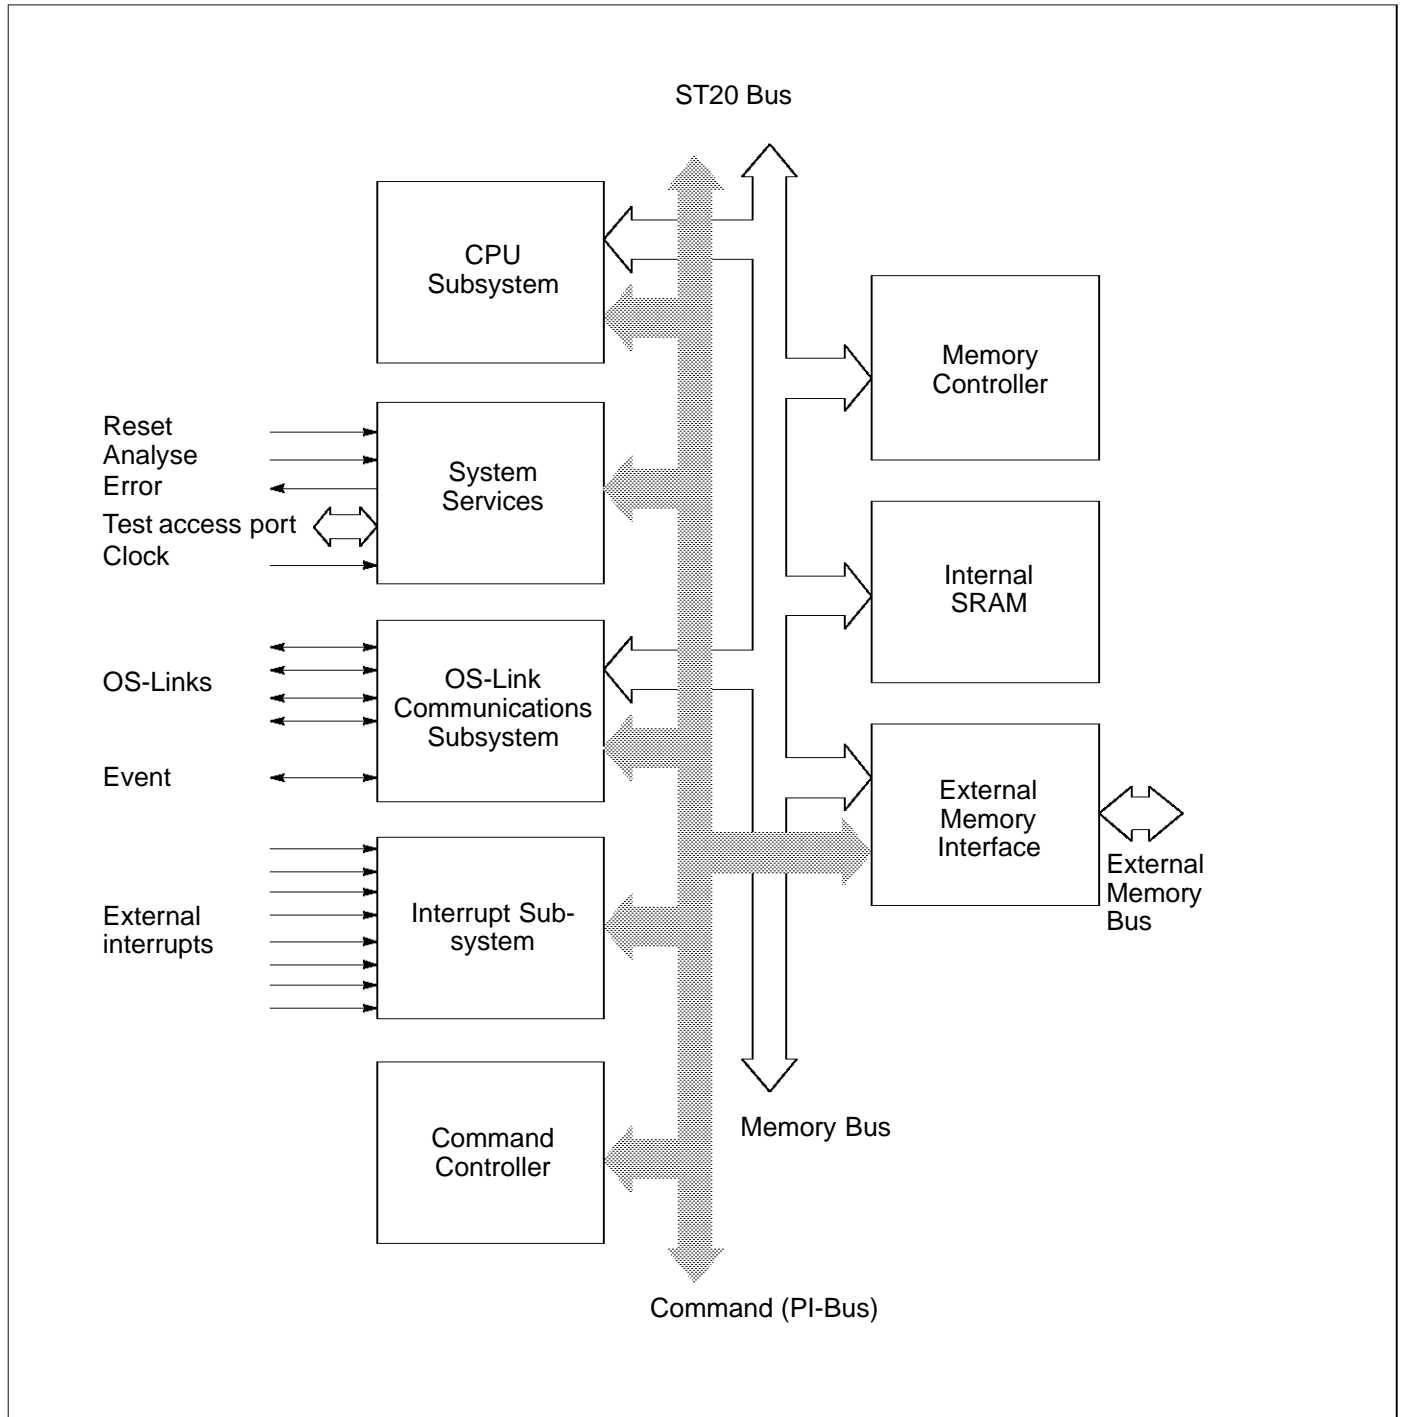 ST20 Bus
CPU
Subsystem
Memory
Controller
Reset
Analyse
Error
Test access port
Clock
System
Services
Internal
SRAM
OS-Links
Event
OS-Link
Communications
Subsystem
External
Memory
Interface
External
Memory
Bus
External
interrupts
Interrupt Sub-
system
Command
Controller
Memory Bus
Command (PI-Bus)